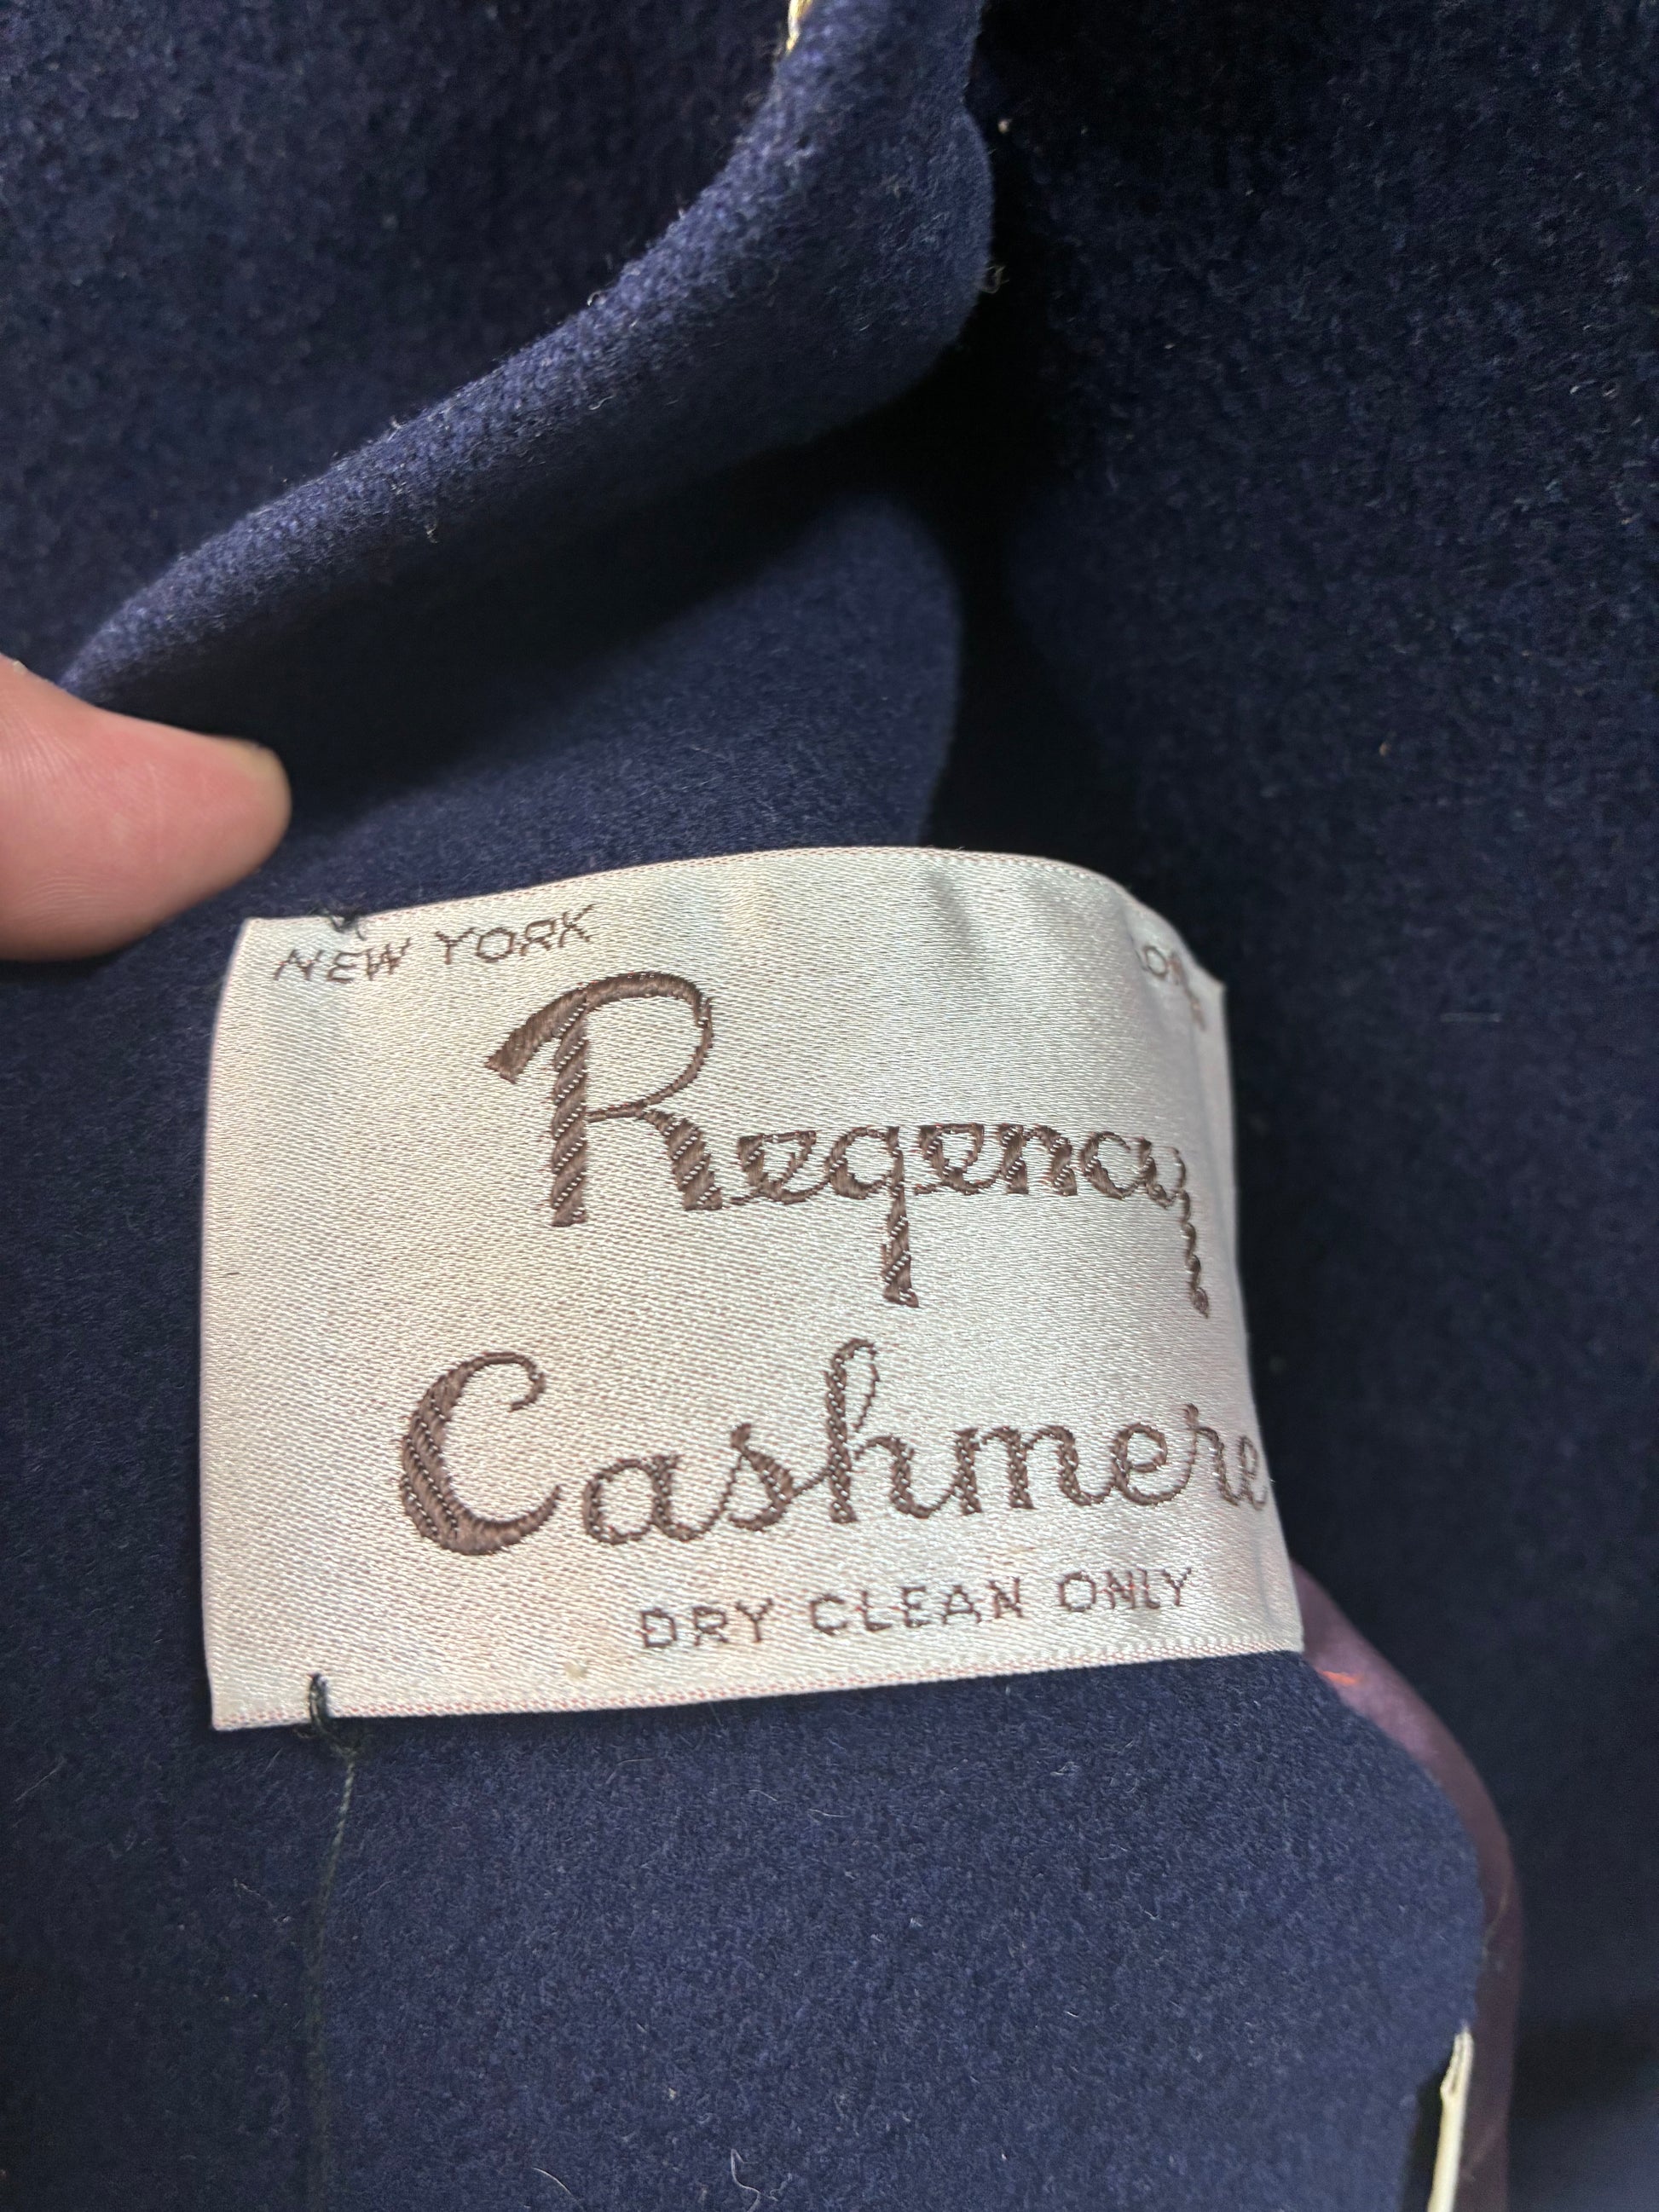 NEW YORK
Regency
Cashmere
DRY CLEAN ONLY